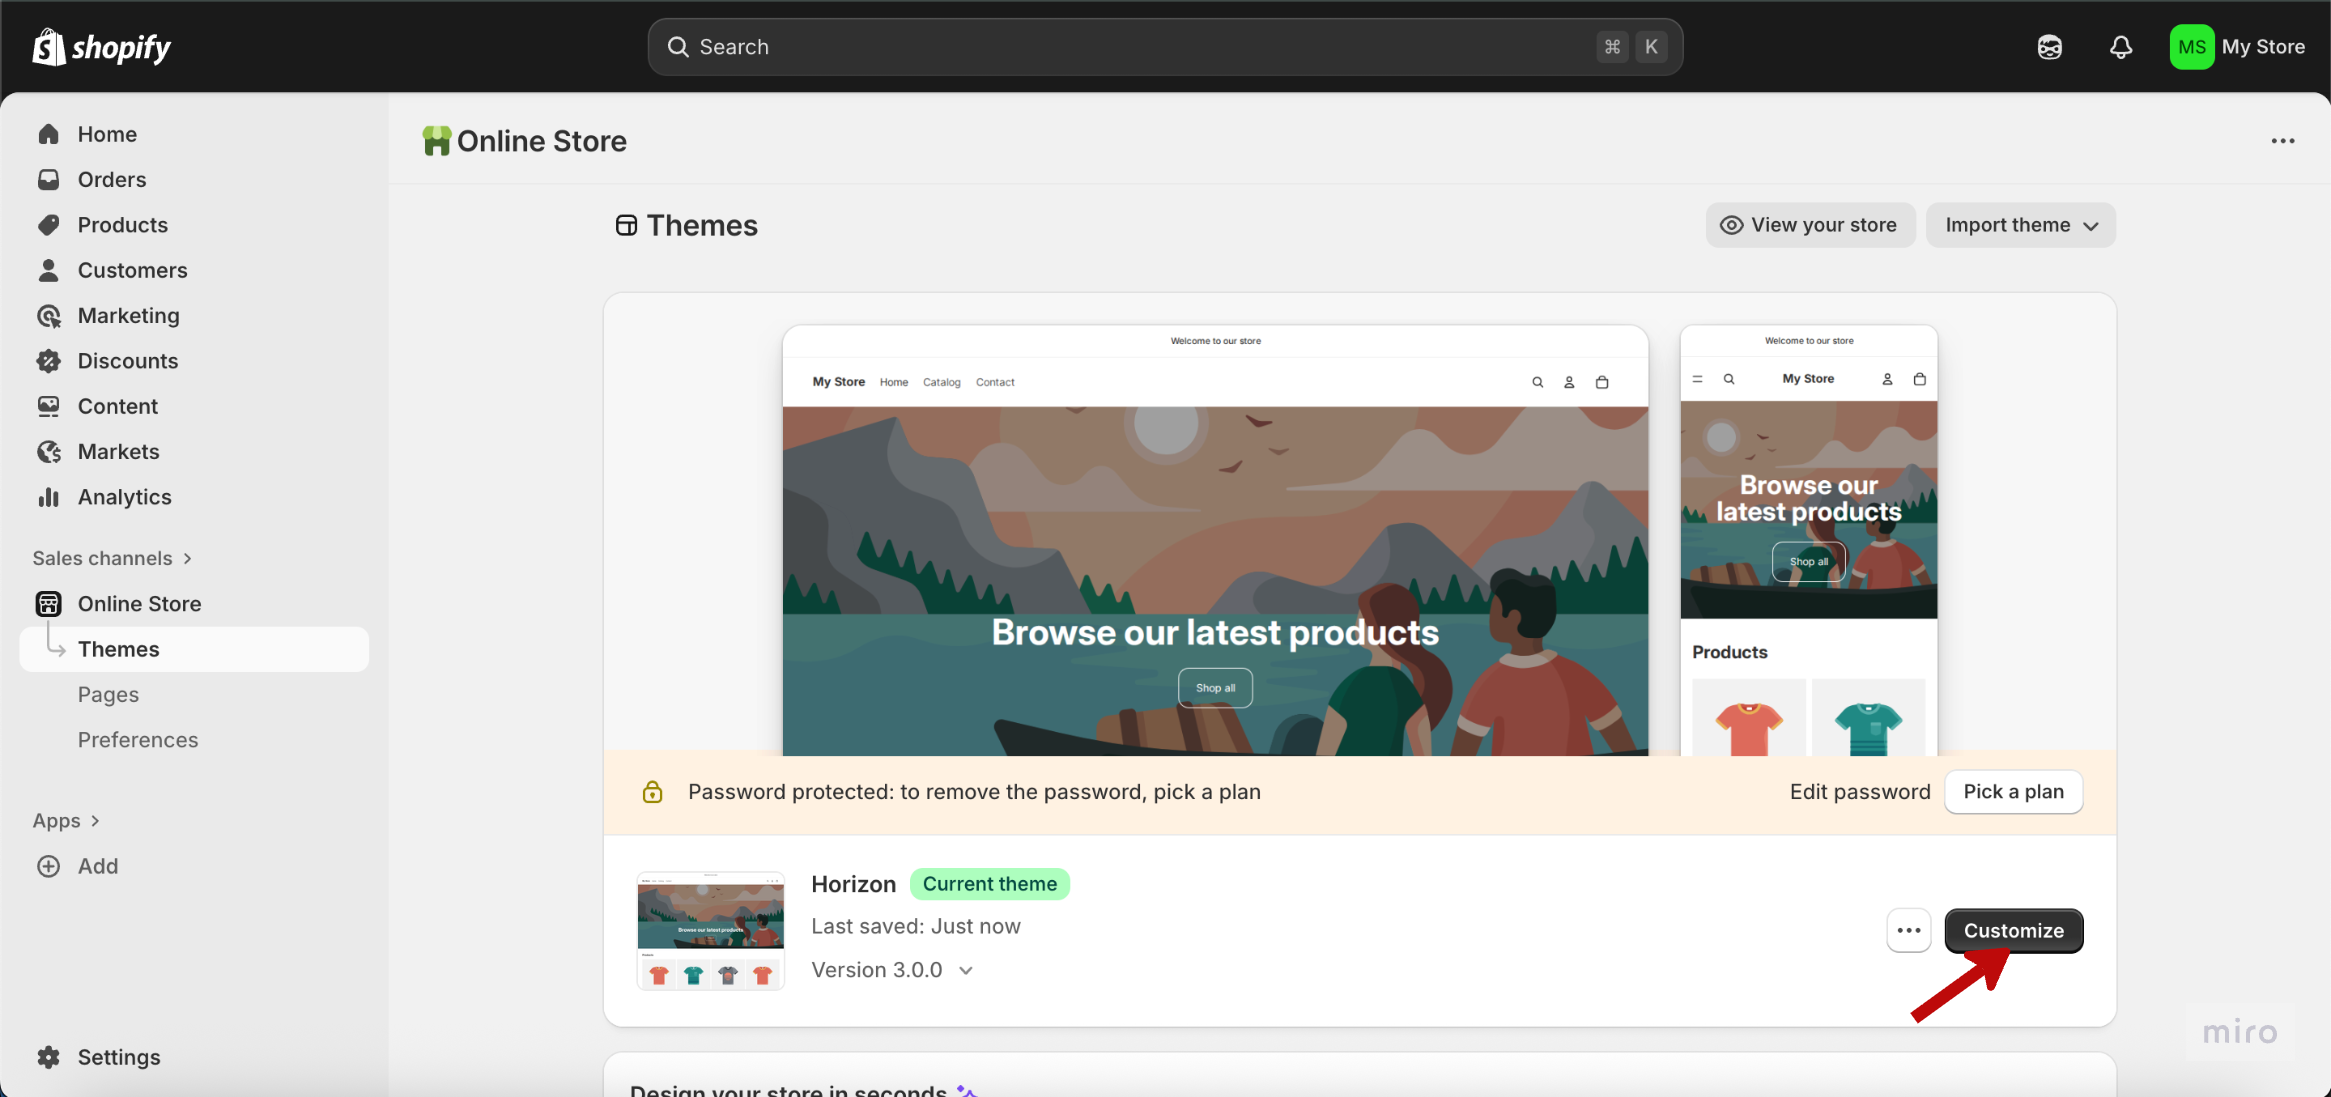 shopify
Search
⌘ K
MS My Store
Home
Orders
Products
Customers
Marketing
Discounts
Content
Markets
Analytics
Sales channels
Online Store
Themes
Pages
Preferences
Apps
Add
Settings
Online Store
Themes
View your store
Import theme
Welcome to our store
My Store Home Catalog Contact
Browse our latest products
Shop all
Welcome to our store
My Store
Browse our
latest products
Shop all
Products
Password protected: to remove the password, pick a plan
Edit password
Pick a plan
Browse our latest products
Horizon Current theme
Last saved: Just now
Version 3.0.0
Customize
Design your store in seconds
miro